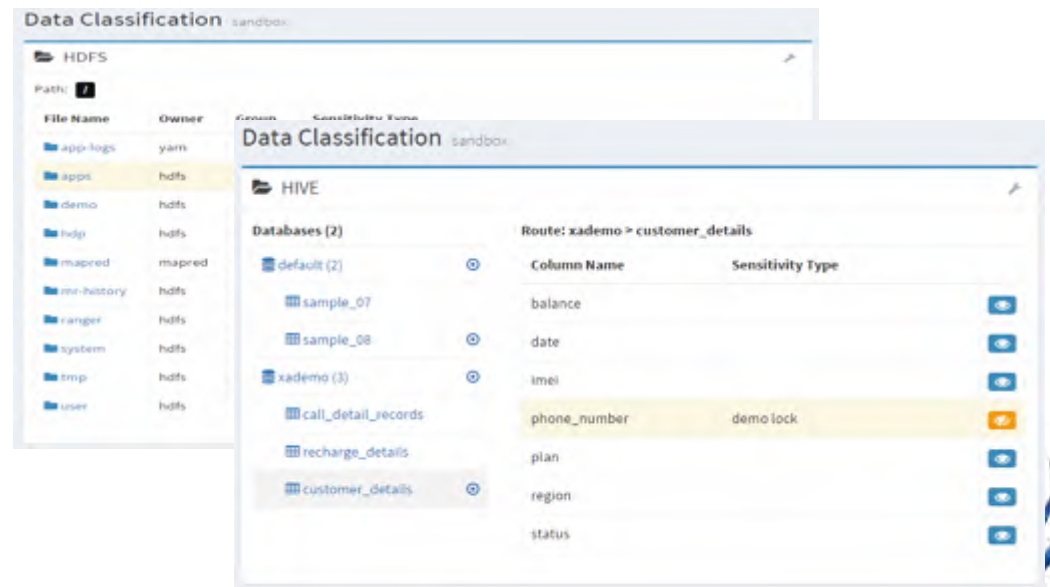 Data Classification sandbox
HDFS
Path: /
File Name Owner Group Sensitivity Type
app-logs yarn
apps hdfs
demo hdfs
hdp hdfs
mapred mapred
mr-history hdfs
ranger hdfs
system hdfs
tmp hdfs
user hdfs
Data Classification sandbox
HIVE
Databases (2)
default (2)
sample_07
sample_08
xademo (3)
call_detail_records
recharge_details
customer_details
Route: xademo > customer_details
Column Name Sensitivity Type
balance
date
imei
phone_number demo lock
plan
region
status